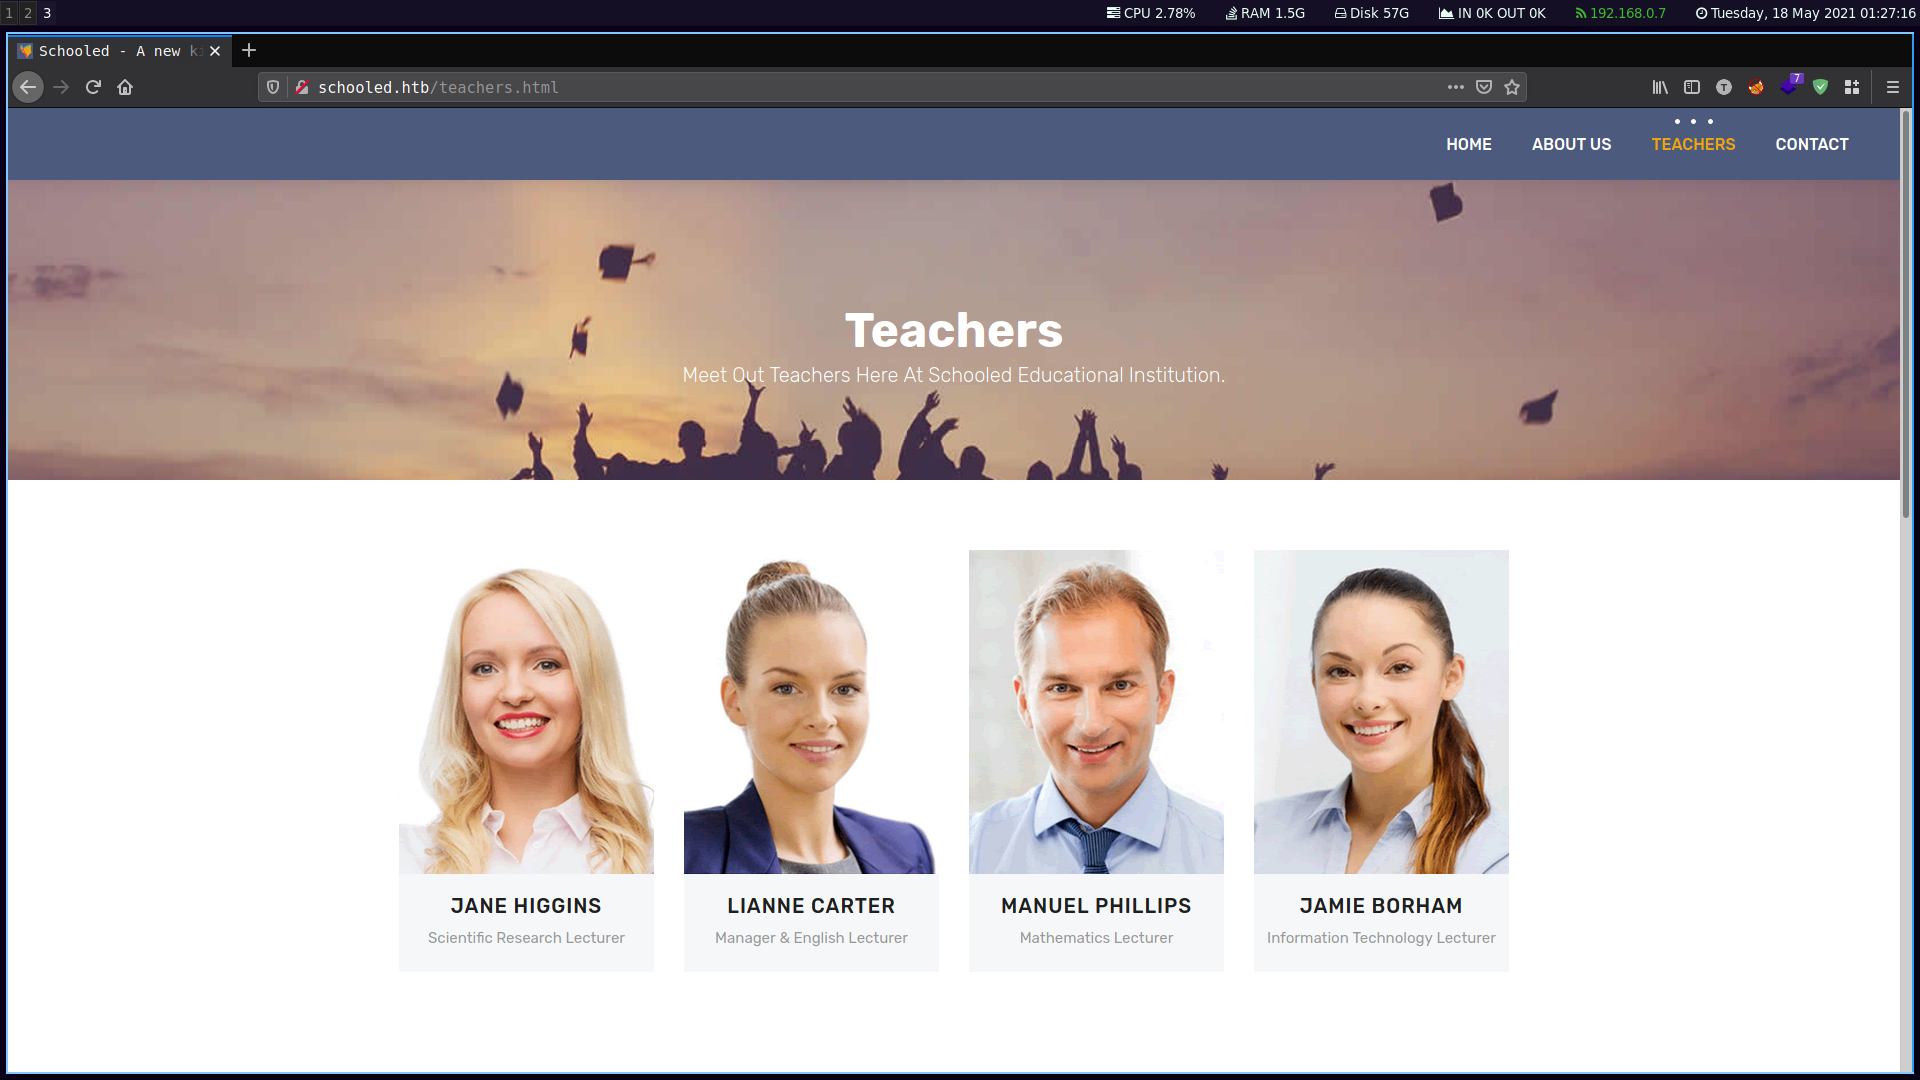 1 2 3 CPU 2.78% RAM 1.5G Disk 57G IN 0K OUT 0K 192.168.0.7 Tuesday, 18 May 2021 01:27:16
Schooled - A new ki
schooled.htb/teachers.html
T
7
HOME ABOUT US TEACHERS CONTACT
Teachers
Meet Out Teachers Here At Schooled Educational Institution.
JANE HIGGINS
Scientific Research Lecturer
LIANNE CARTER
Manager & English Lecturer
MANUEL PHILLIPS
Mathematics Lecturer
JAMIE BORHAM
Information Technology Lecturer